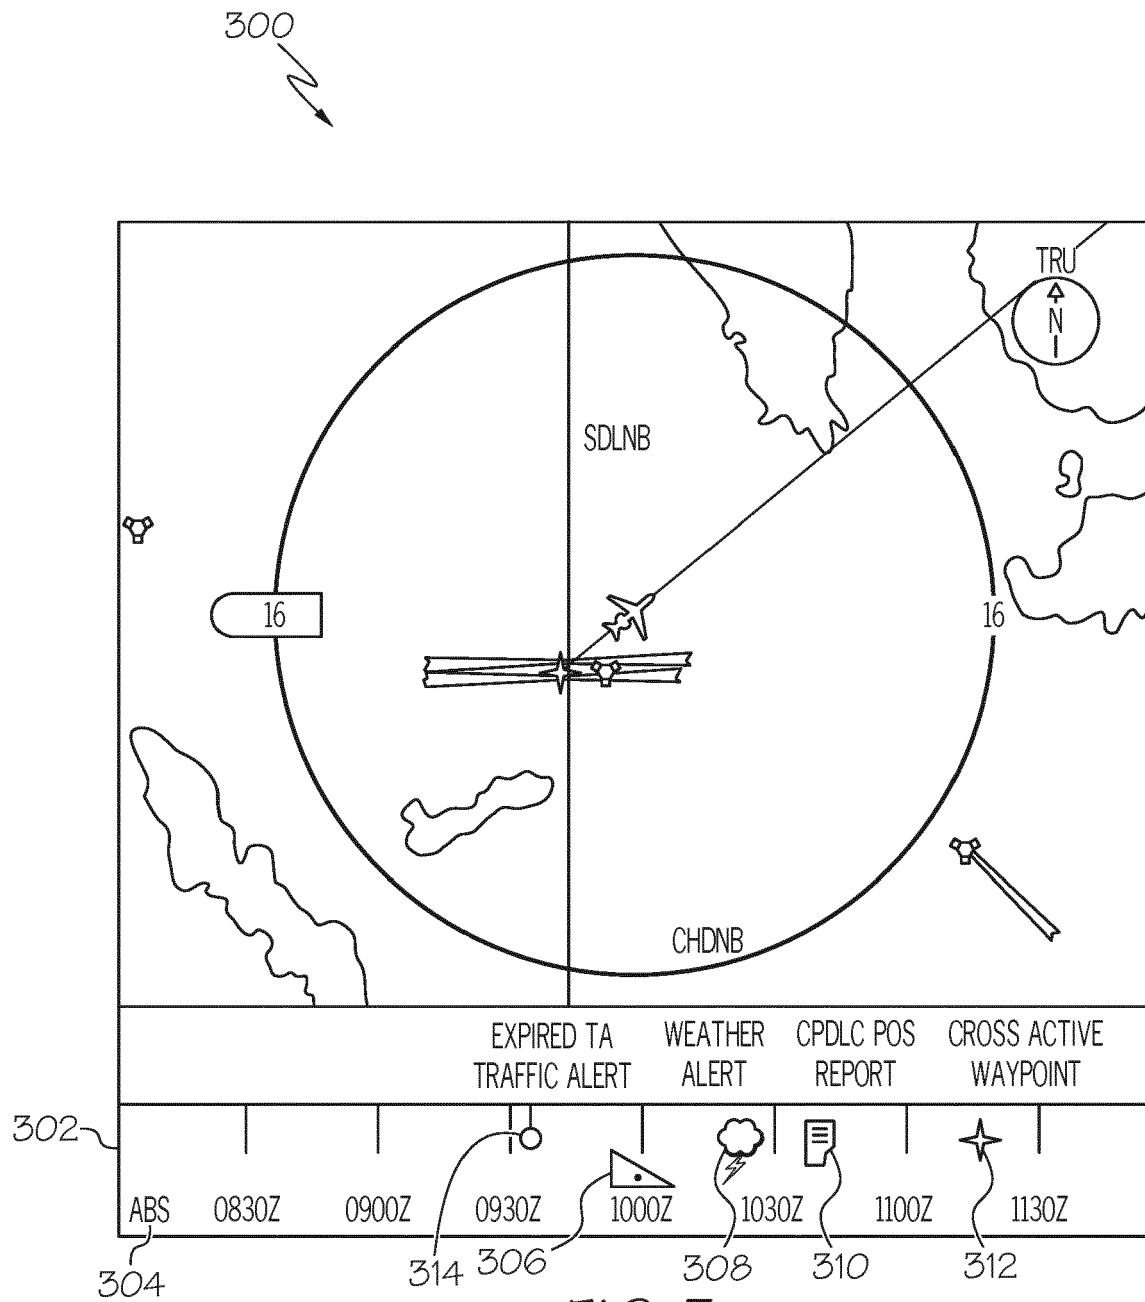 300
TRU
N
SDLNB
16
16
CHDNB
EXPIRED TA WEATHER CPDLC POS CROSS ACTIVE
TRAFFIC ALERT ALERT REPORT WAYPOINT
302
ABS 0830Z 0900Z 0930Z 1000Z 1030Z 1100Z 1130Z
304 314 306 308 310 312